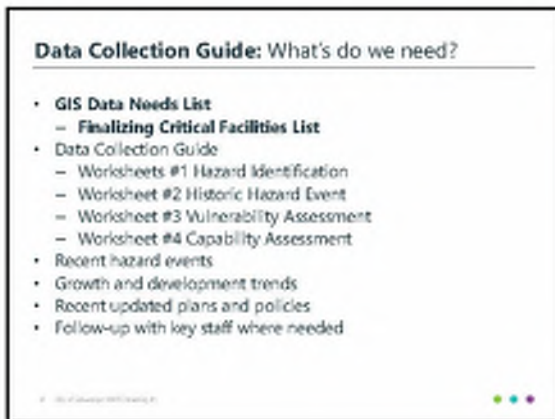 Data Collection Guide: What's do we need?
• GIS Data Needs List
– Finalizing Critical Facilities List
• Data Collection Guide
– Worksheets #1 Hazard Identification
– Worksheet #2 Historic Hazard Event
– Worksheet #3 Vulnerability Assessment
– Worksheet #4 Capability Assessment
• Recent hazard events
• Growth and development trends
• Recent updated plans and policies
• Follow-up with key staff where needed